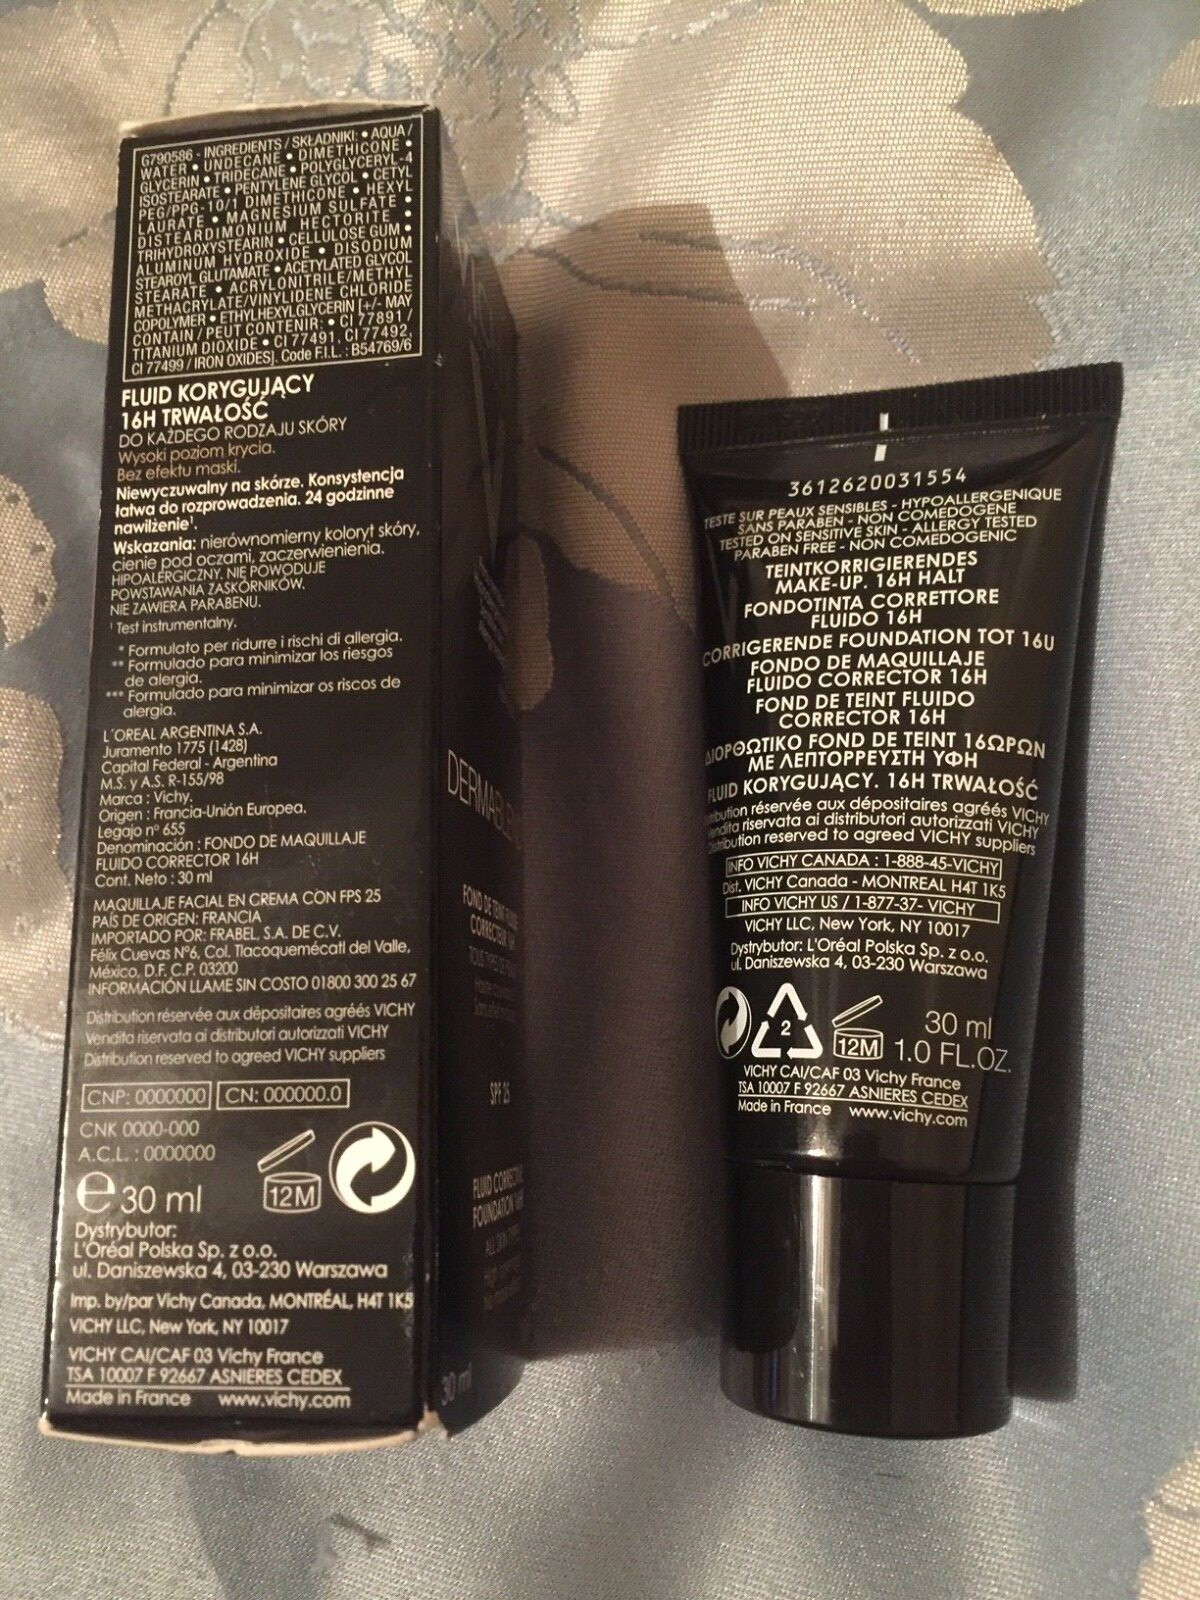 G790586 - INGREDIENTS / SKŁADNIKI: • AQUA /
WATER • UNDECANE • DIMETHICONE •
GLYCERIN • TRIDECANE • POLYGLYCERYL-4
ISOSTEARATE • PENTYLENE GLYCOL • CETYL
PEG/PPG-10/1 DIMETHICONE • HEXYL
LAURATE • MAGNESIUM SULFATE •
DISTEARDIMONIUM HECTORITE •
TRIHYDROXYSTEARIN • CELLULOSE GUM •
ALUMINUM HYDROXIDE • DISODIUM
STEAROYL GLUTAMATE • ACETYLATED GLYCOL
STEARATE • ACRYLONITRILE/METHYL
METHACRYLATE/VINYLIDENE CHLORIDE
COPOLYMER • ETHYLHEXYLGLYCERIN [+/- MAY
CONTAIN / PEUT CONTENIR: • CI 77891 /
TITANIUM DIOXIDE • CI 77491, CI 77492,
CI 77499 / IRON OXIDES]. Code F.I.L. : B54769/6
FLUID KORYGUJĄCY
16H TRWAŁOŚĆ
DO KAŻDEGO RODZAJU SKÓRY
Wysoki poziom krycia.
Bez efektu maski.
Niewyczuwalny na skórze. Konsystencja
łatwa do rozprowadzenia. 24 godzinne
nawilżenie¹.
Wskazania: nierównomierny koloryt skóry,
cienie pod oczami, zaczerwienienia.
HIPOALERGICZNY. NIE POWODUJE
POWSTAWANIA ZASKÓRNIKÓW.
NIE ZAWIERA PARABENU.
¹ Test instrumentalny.
* Formulato per ridurre i rischi di allergia.
** Formulado para minimizar los riesgos
de alergia.
*** Formulado para minimizar os riscos de
alergia.
L'OREAL ARGENTINA S.A.
Juramento 1775 (1428)
Capital Federal - Argentina
M.S. y A.S. R-155/98
Marca : Vichy.
Origen : Francia-Unión Europea.
Legajo nº 655
Denominación : FONDO DE MAQUILLAJE
FLUIDO CORRECTOR 16H
Cont. Neto : 30 ml
MAQUILLAJE FACIAL EN CREMA CON FPS 25
PAÍS DE ORIGEN: FRANCIA
IMPORTADO POR: FRABEL, S.A. DE C.V.
Félix Cuevas Nº6, Col. Tlacoquemécatl del Valle,
México, D.F. C.P. 03200
INFORMACIÓN LLAME SIN COSTO 01800 300 25 67
Distribution réservée aux dépositaires agréés VICHY
Vendita riservata ai distributori autorizzati VICHY
Distribution reserved to agreed VICHY suppliers
CNP: 0000000 CN: 000000.0
CNK 0000-000
A.C.L. : 0000000
e 30 ml 12M
Dystrybutor:
L'Oréal Polska Sp. z o.o.
ul. Daniszewska 4, 03-230 Warszawa
Imp. by/par Vichy Canada, MONTRÉAL, H4T 1K5
VICHY LLC, New York, NY 10017
VICHY CAI/CAF 03 Vichy France
TSA 10007 F 92667 ASNIERES CEDEX
Made in France www.vichy.com
DERMABLE
FOND DE TEINT FLUIDE
CORRECTEUR 16H
SPF 25
FLUID CORRECTIVE
FOUNDATION 16H
ALL SKIN TYPES
30 ml
3612620031554
TESTE SUR PEAUX SENSIBLES - HYPOALLERGENIQUE
SANS PARABEN - NON COMEDOGENE
TESTED ON SENSITIVE SKIN - ALLERGY TESTED
PARABEN FREE - NON COMEDOGENIC
TEINTKORRIGIERENDES
MAKE-UP. 16H HALT
FONDOTINTA CORRETTORE
FLUIDO 16H
CORRIGERENDE FOUNDATION TOT 16U
FONDO DE MAQUILLAJE
FLUIDO CORRECTOR 16H
FOND DE TEINT FLUIDO
CORRECTOR 16H
ΔΙΟΡΘΩΤΙΚΟ FOND DE TEINT 16ΩΡΩΝ
ΜΕ ΛΕΠΤΟΡΡΕΥΣΤΗ ΥΦΗ
FLUID KORYGUJĄCY. 16H TRWAŁOŚĆ
tribution réservée aux dépositaires agréés VICHY
Vendita riservata ai distributori autorizzati VICHY
Distribution reserved to agreed VICHY suppliers
INFO VICHY CANADA : 1-888-45-VICHY
Dist. VICHY Canada - MONTREAL H4T 1K5
INFO VICHY US / 1-877-37- VICHY
VICHY LLC, New York, NY 10017
Dystrybutor: L'Oréal Polska Sp. z o.o.
ul. Daniszewska 4, 03-230 Warszawa
2 12M 30 ml
1.0 FL.OZ.
VICHY CAI/CAF 03 Vichy France
TSA 10007 F 92667 ASNIERES CEDEX
Made in France www.vichy.com